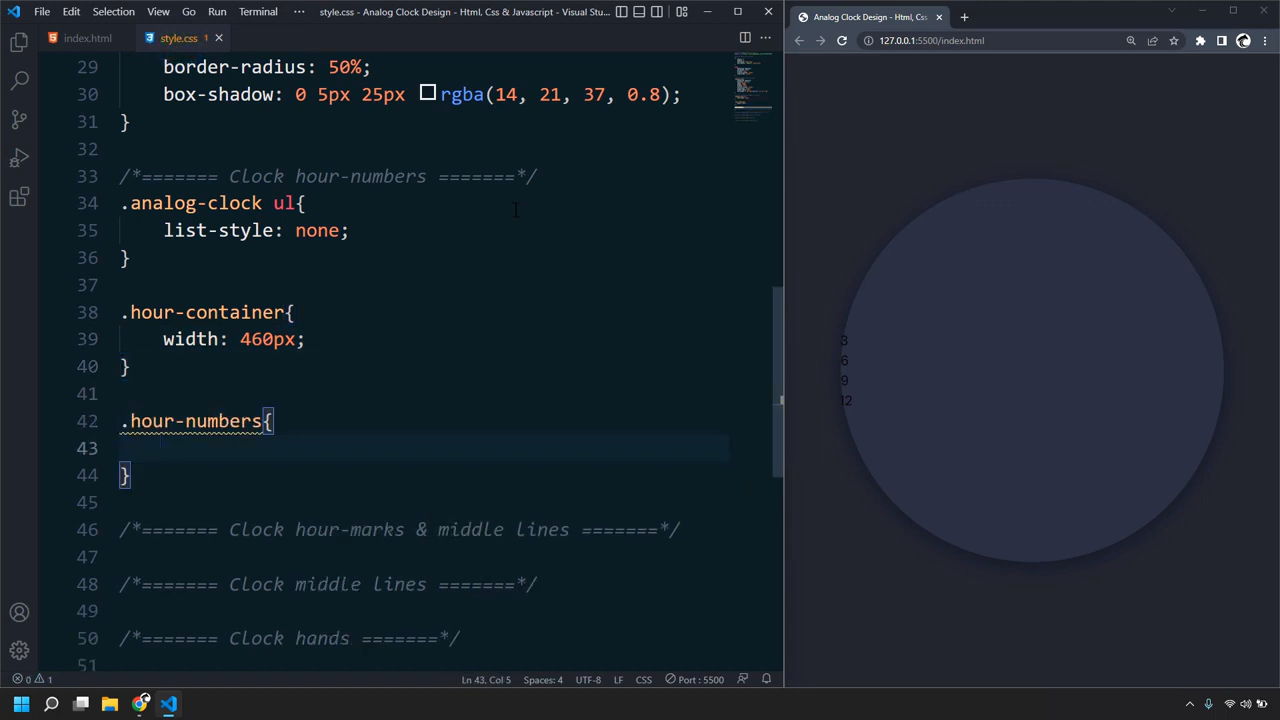 File Edit Selection View Go Run Terminal ··· style.css - Analog Clock Design - Html, Css & Javascript - Visual Stu...
Analog Clock Design - Html, Css
index.html
style.css
127.0.0.1:5500/index.html
29 border-radius: 50%;
30 box-shadow: 0 5px 25px rgba(14, 21, 37, 0.8);
31 }
32
33 /*======= Clock hour-numbers =======*/
34 .analog-clock ul{
35 list-style: none;
36 }
37
38 .hour-container{
39 width: 460px;
40 }
41
42 .hour-numbers{
43
44 }
45
46 /*======= Clock hour-marks & middle lines =======*/
47
48 /*======= Clock middle lines =======*/
49
50 /*======= Clock hands =======*/
51
3
6
9
12
0 1 Ln 43, Col 5 Spaces: 4 UTF-8 LF CSS Port : 5500